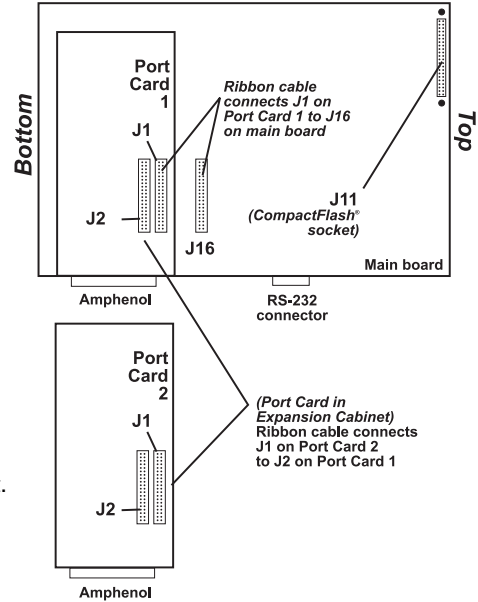 Bottom
Port
Card
1
J1
J2
Ribbon cable
connects J1 on
Port Card 1 to J16
on main board
J16
J11
(CompactFlash®
socket)
Top
Main board
Amphenol
RS-232
connector
Port
Card
2
J1
J2
(Port Card in
Expansion Cabinet)
Ribbon cable connects
J1 on Port Card 2
to J2 on Port Card 1
.
Amphenol